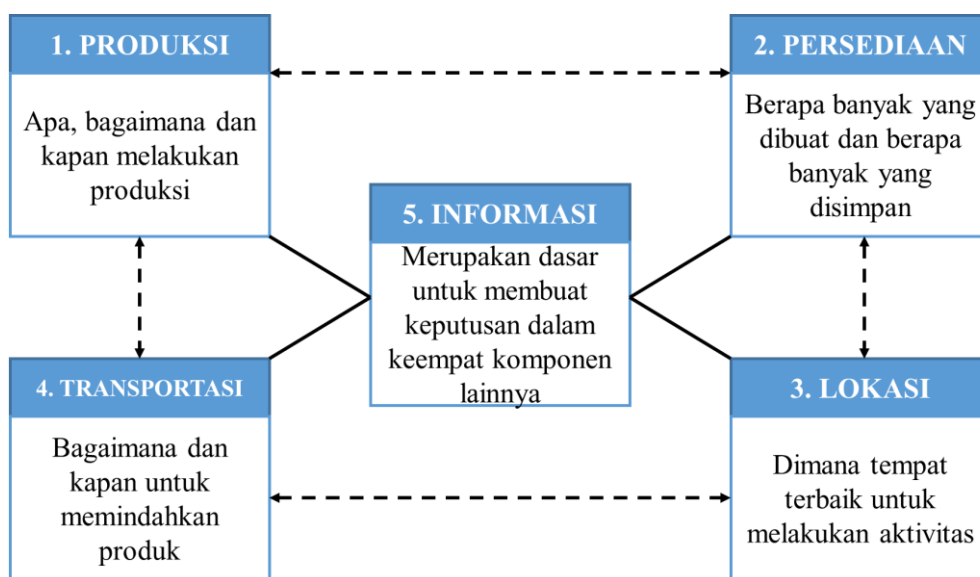 1. PRODUKSI
Apa, bagaimana dan
kapan melakukan
produksi
2. PERSEDIAAN
Berapa banyak yang
dibuat dan berapa
banyak yang
disimpan
5. INFORMASI
Merupakan dasar
untuk membuat
keputusan dalam
keempat komponen
lainnya
4. TRANSPORTASI
Bagaimana dan
kapan untuk
memindahkan
produk
3. LOKASI
Dimana tempat
terbaik untuk
melakukan aktivitas